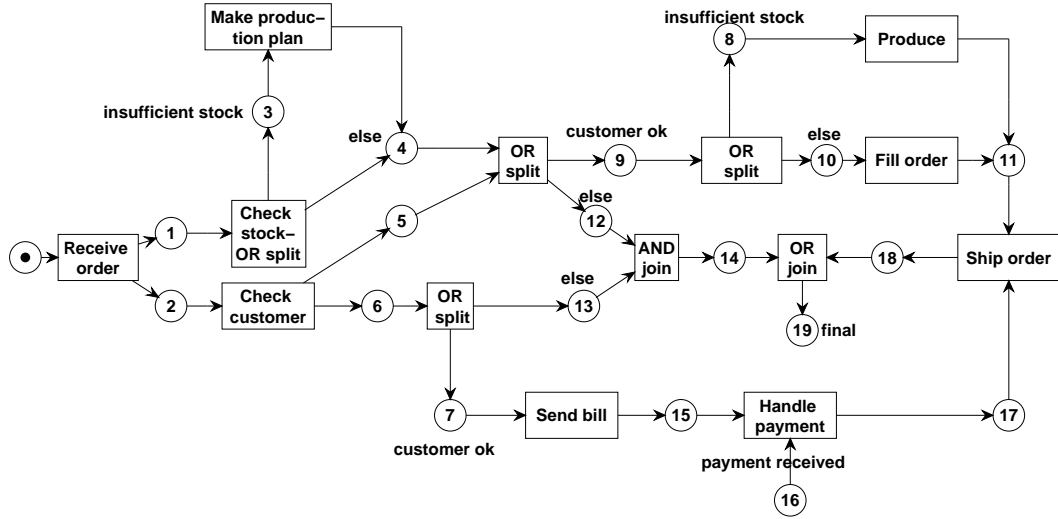 Make produc–
tion plan
insufficient stock
8
Produce
insufficient stock
3
else
4
OR
split
customer ok
9
OR
split
else
10
Fill order
11
5
else
12
1
Check
stock–
OR split
Receive
order
AND
join
14
OR
join
18
Ship order
2
Check
customer
6
OR
split
else
13
19
final
7
customer ok
Send bill
15
Handle
payment
17
payment received
16